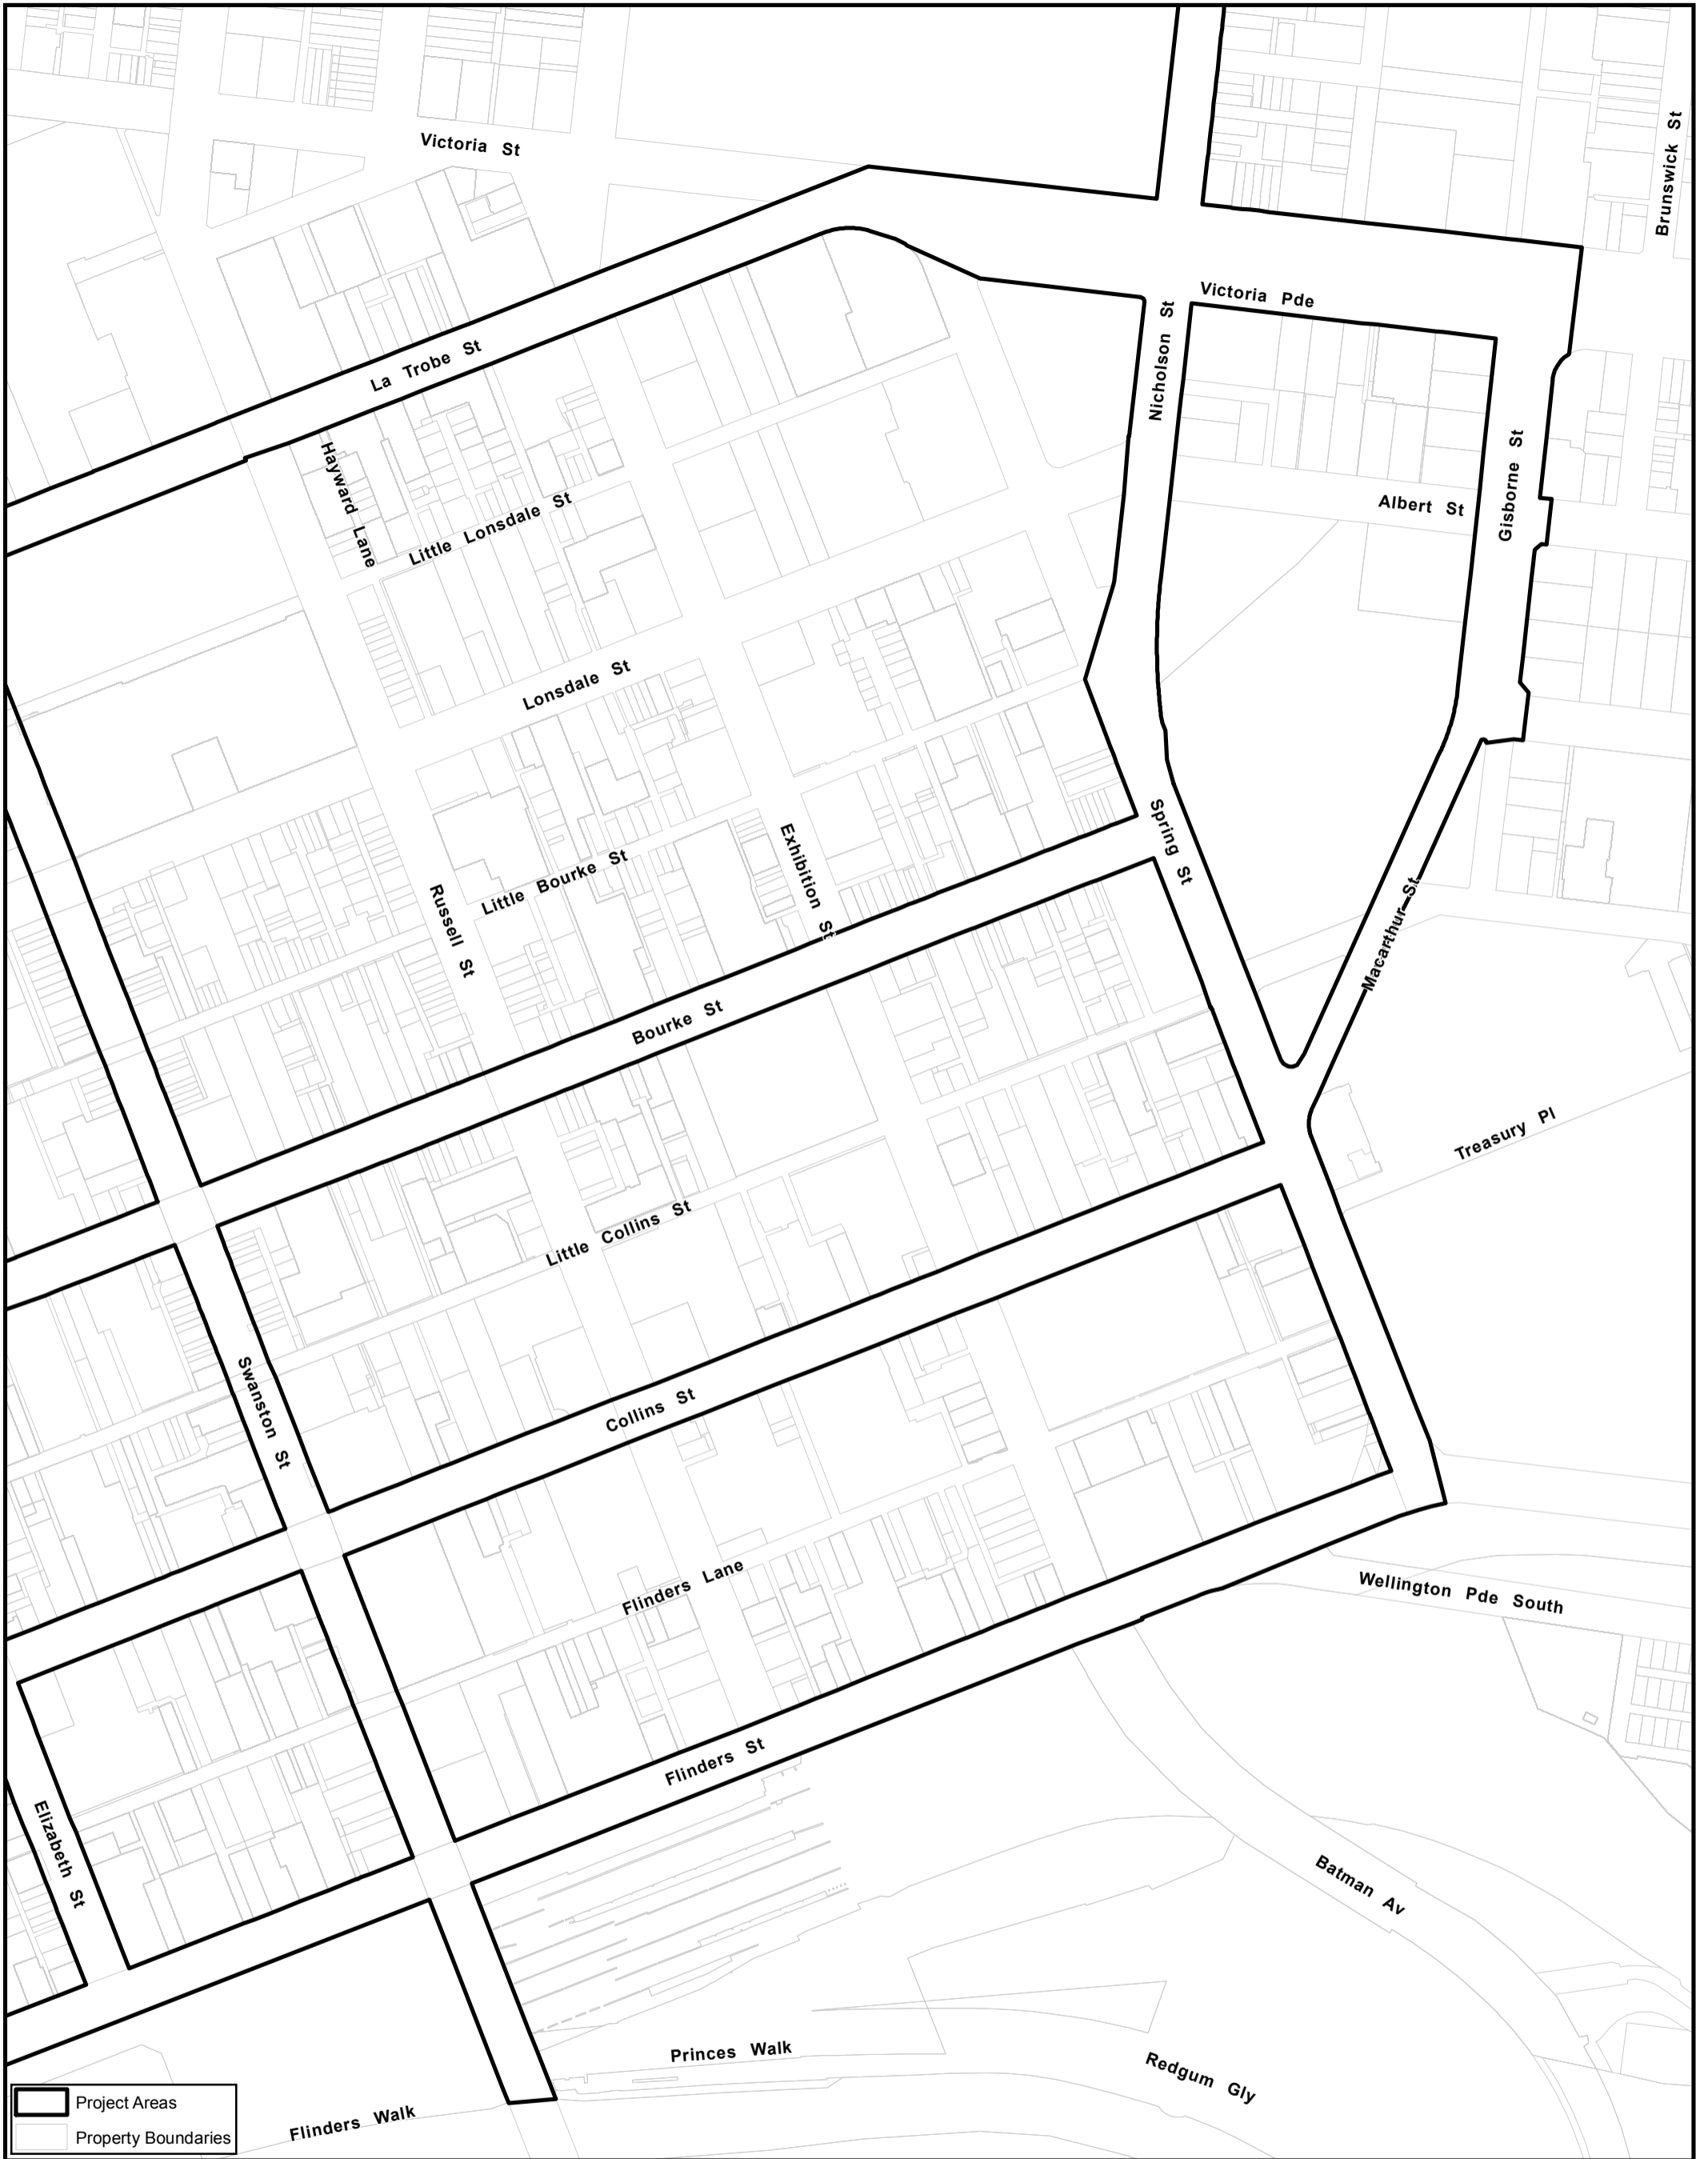 Victoria St
Brunswick St
Victoria Pde
Nicholson St
La Trobe St
Hayward Lane
Gisborne St
Albert St
Little Lonsdale St
Lonsdale St
Spring St
Exhibition St
Little Bourke St
Russell St
Macarthur St
Bourke St
Treasury Pl
Little Collins St
Swanston St
Collins St
Flinders Lane
Wellington Pde South
Flinders St
Elizabeth St
Batman Av
Princes Walk
Redgum Gly
Flinders Walk
Project Areas
Property Boundaries